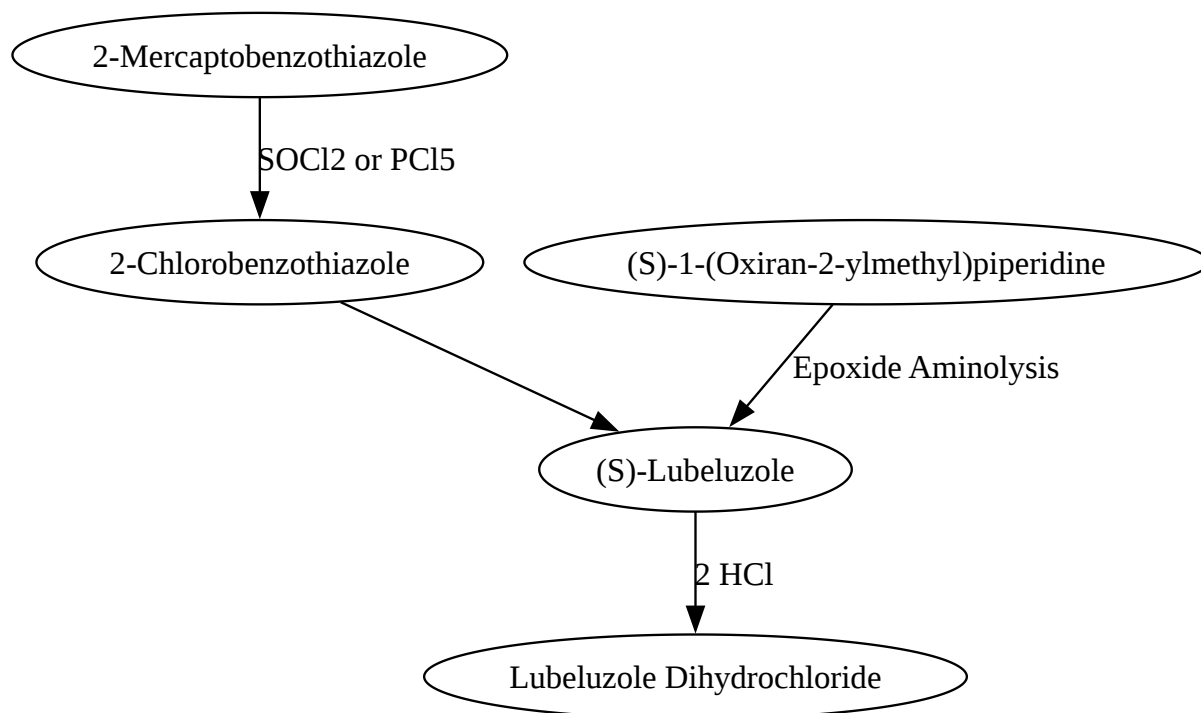 2-Mercaptobenzothiazole
SOCl2 or PCl5
2-Chlorobenzothiazole
(S)-1-(Oxiran-2-ylmethyl)piperidine
Epoxide Aminolysis
(S)-Lubeluzole
2 HCl
Lubeluzole Dihydrochloride